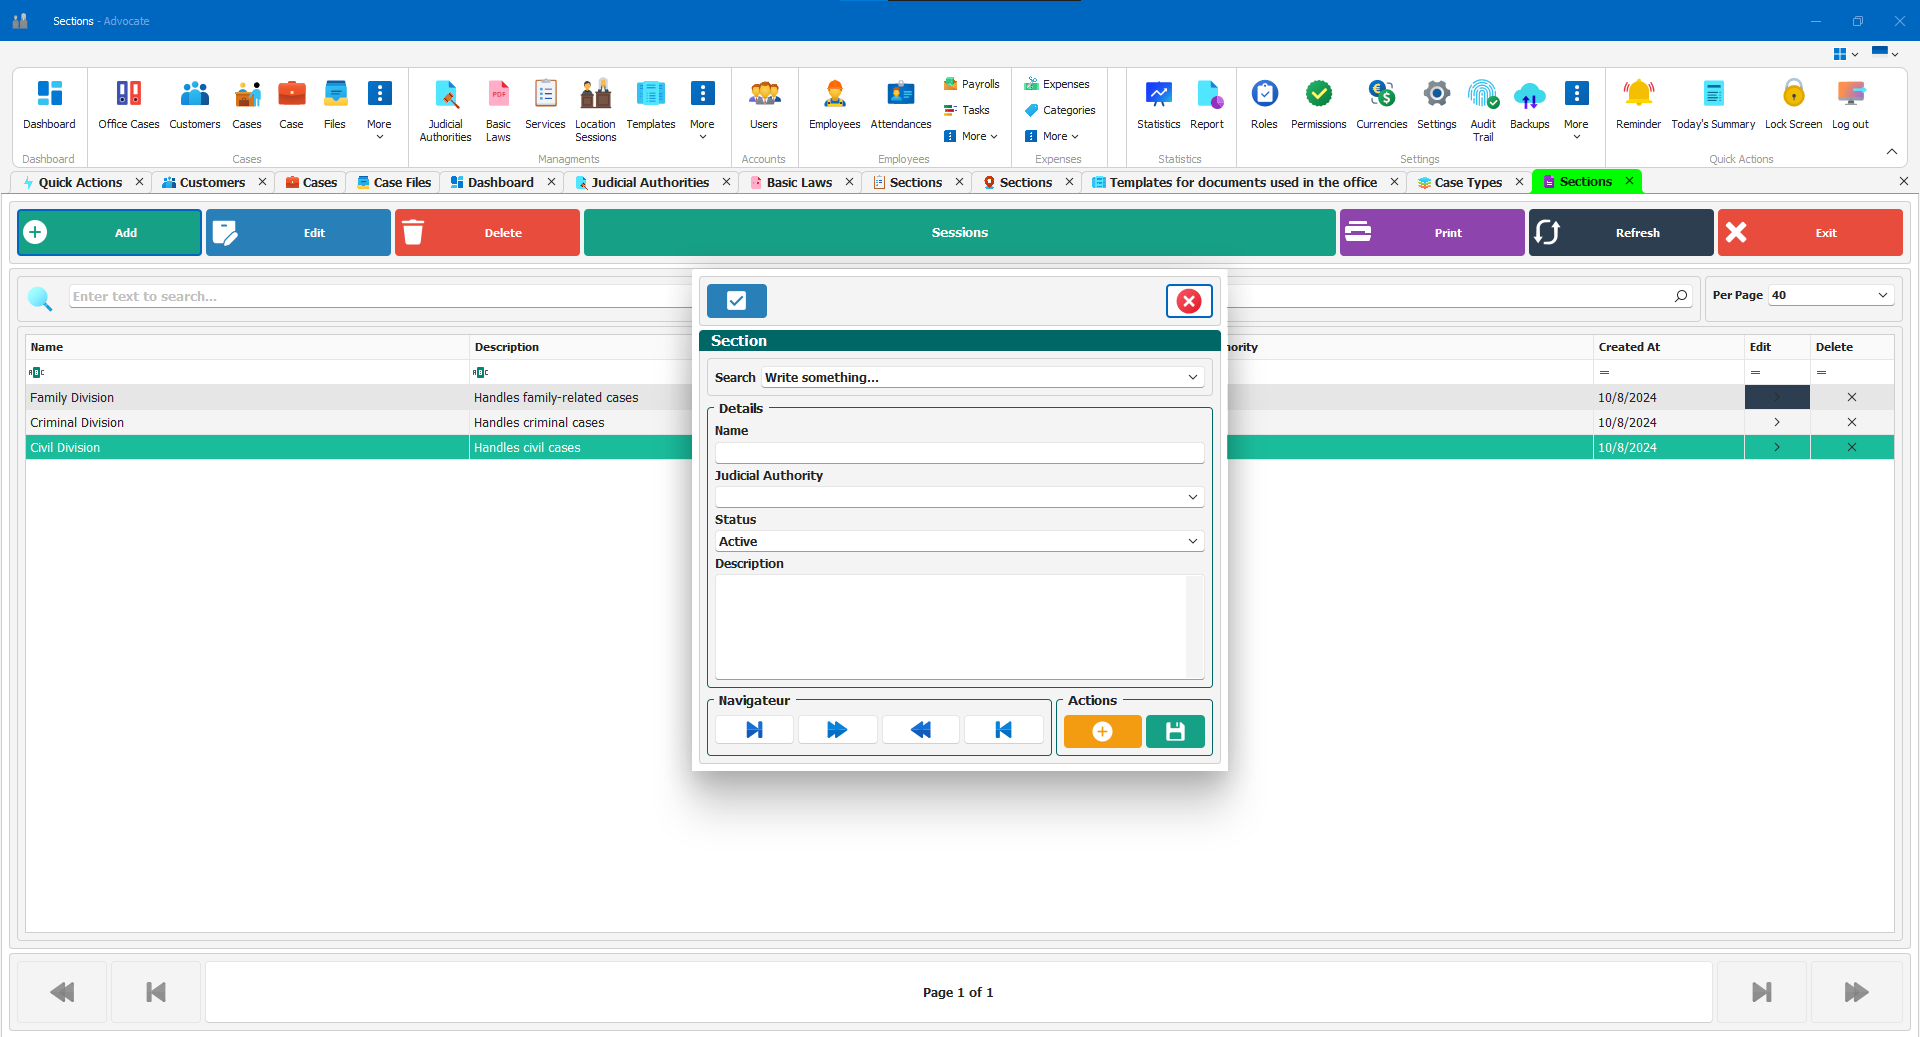 Sections - Advocate
Dashboard
Office Cases
Customers
Cases
Case
Files
More
Judicial Authorities
Basic Laws
Services
Location Sessions
Templates
More
Users
Employees
Attendances
Payrolls
Tasks
More
Expenses
Categories
More
Statistics
Report
Roles
Permissions
Currencies
Settings
Audit Trail
Backups
More
Reminder
Today's Summary
Lock Screen
Log out
Dashboard
Cases
Managments
Accounts
Employees
Expenses
Statistics
Settings
Quick Actions
Quick Actions
Customers
Cases
Case Files
Dashboard
Judicial Authorities
Basic Laws
Sections
Sections
Templates for documents used in the office
Case Types
Sections
Add
Edit
Delete
Sessions
Print
Refresh
Exit
Enter text to search...
Per Page 40
Name
Description
hority
Created At
Edit
Delete
Family Division
Handles family-related cases
10/8/2024
Criminal Division
Handles criminal cases
10/8/2024
Civil Division
Handles civil cases
10/8/2024
Section
Search Write something...
Details
Name
Judicial Authority
Status
Active
Description
Navigateur
Actions
Page 1 of 1